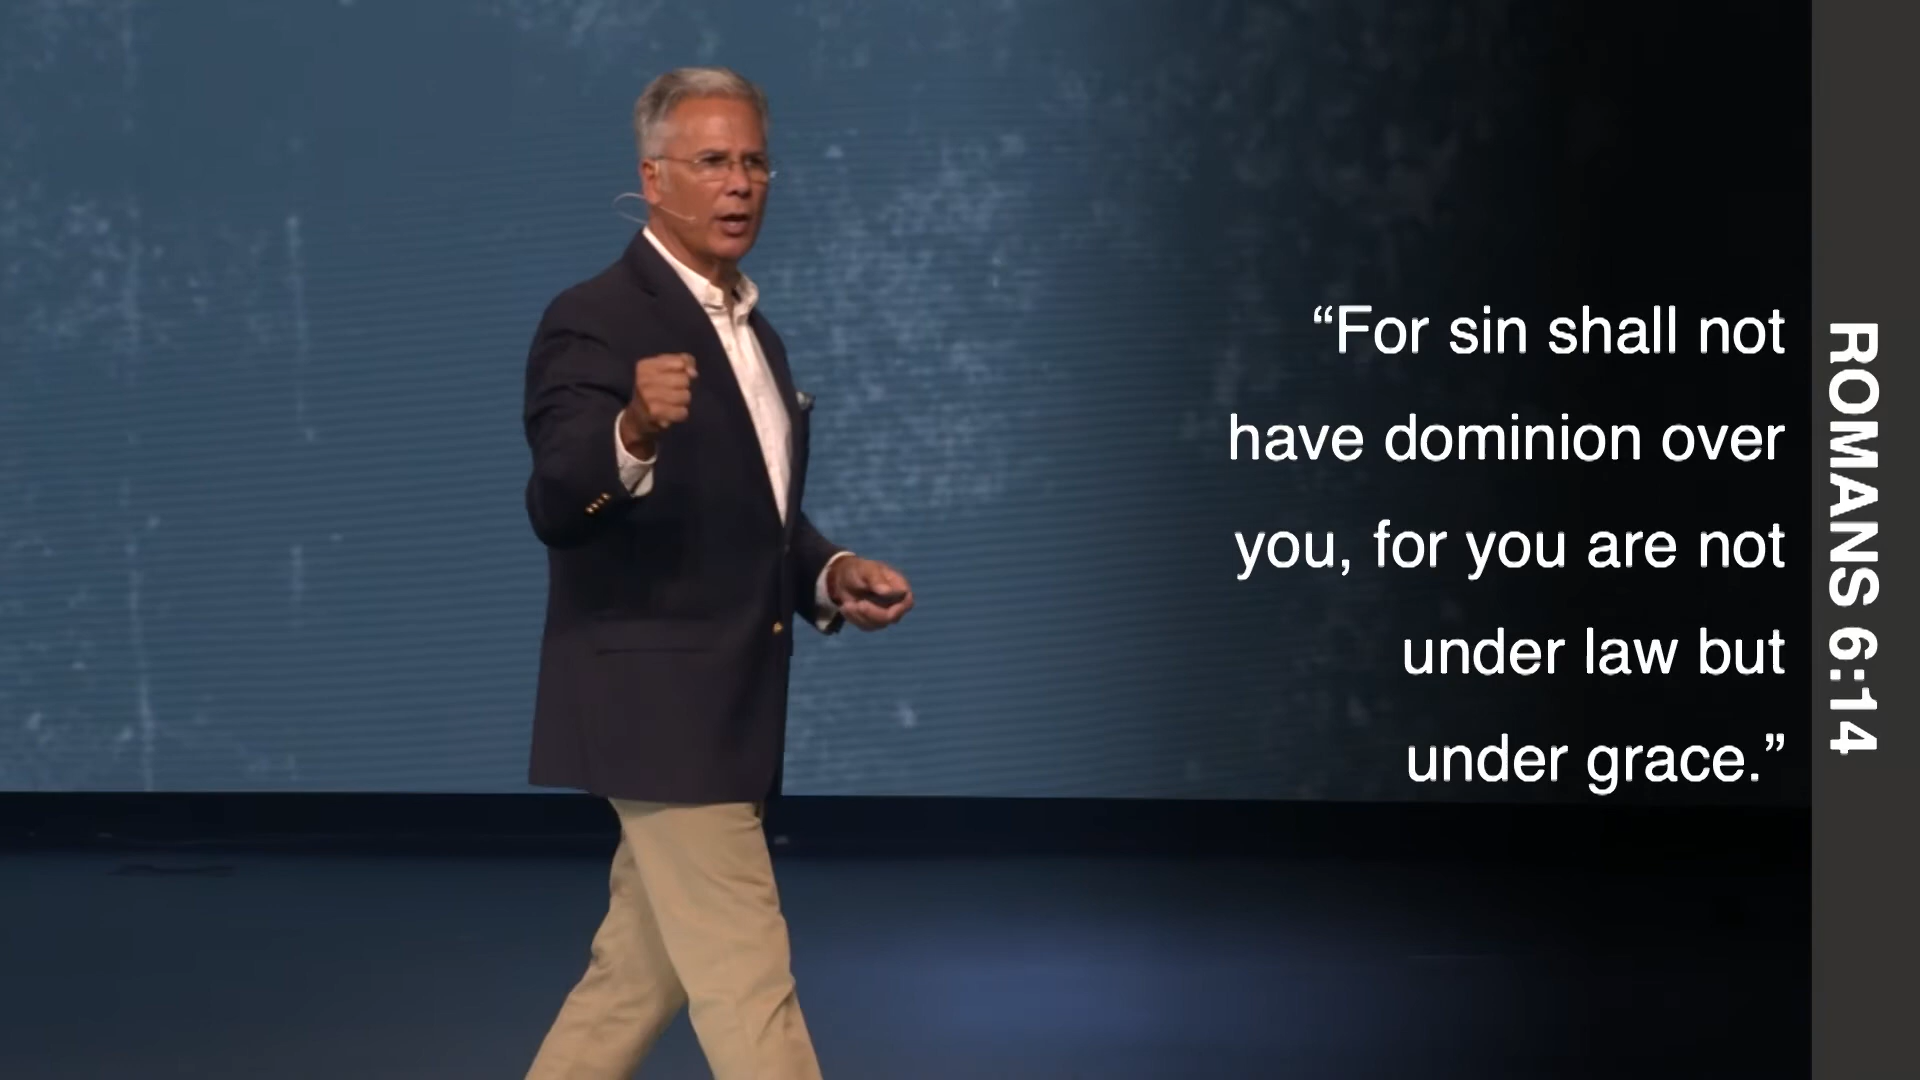 “For sin shall not
have dominion over
you, for you are not
under law but
under grace.”
ROMANS 6:14